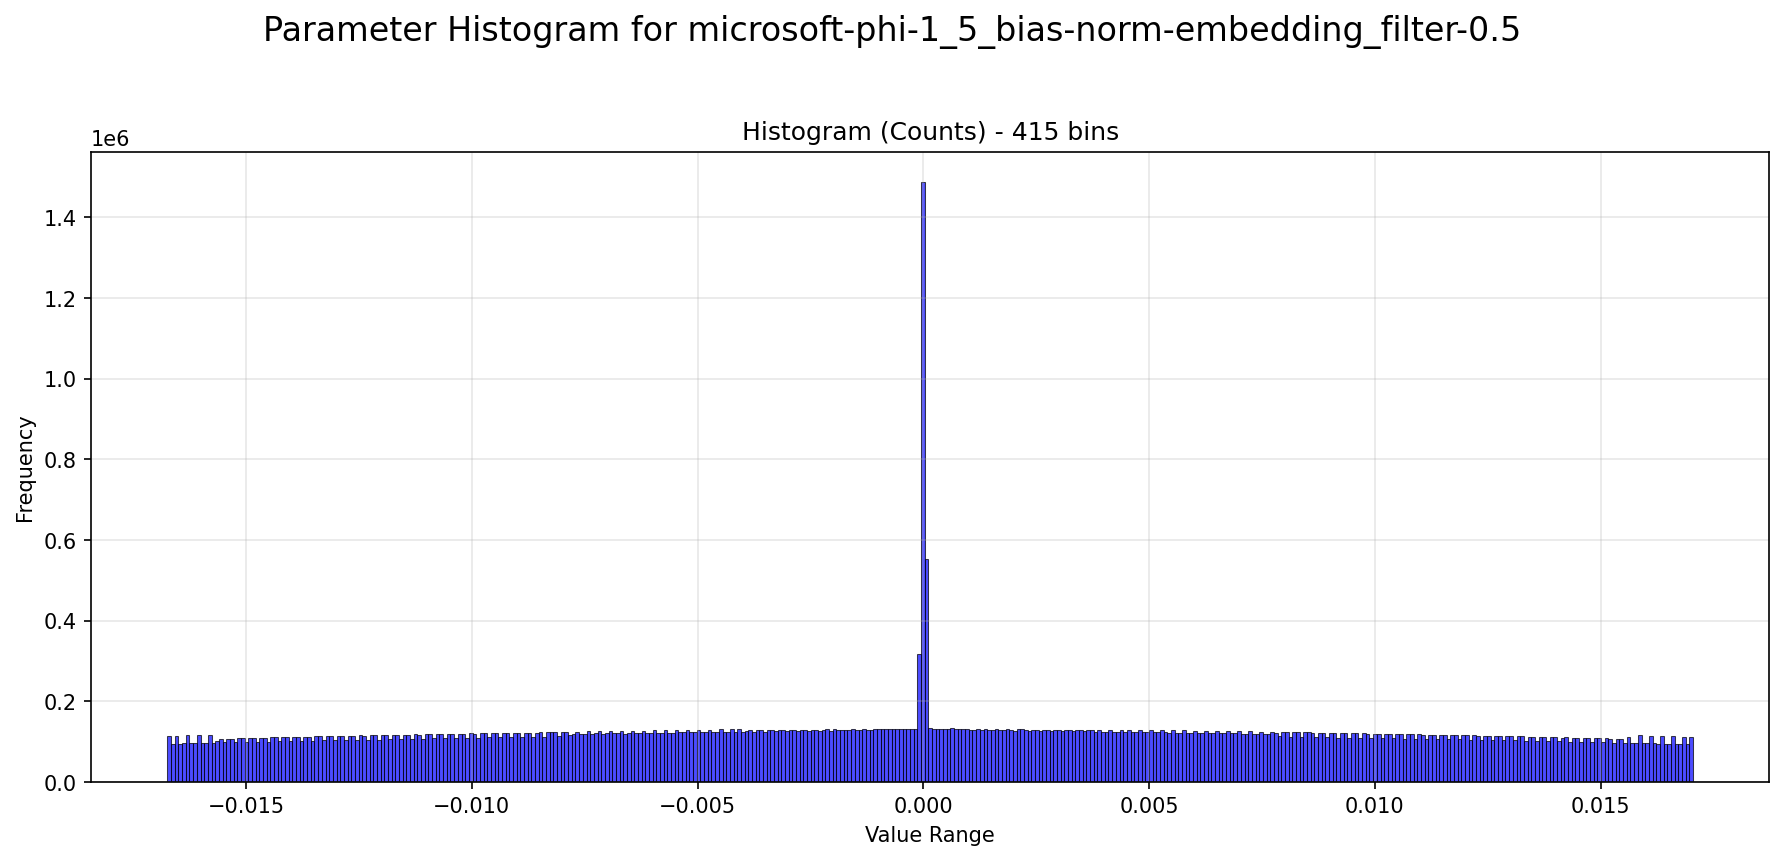 Parameter Histogram for microsoft-phi-1_5_bias-norm-embedding_filter-0.5
Histogram (Counts) - 415 bins
1e6
1.4
1.2
1.0
0.8
0.6
0.4
0.2
0.0
Frequency
−0.015 −0.010 −0.005 0.000 0.005 0.010 0.015
Value Range